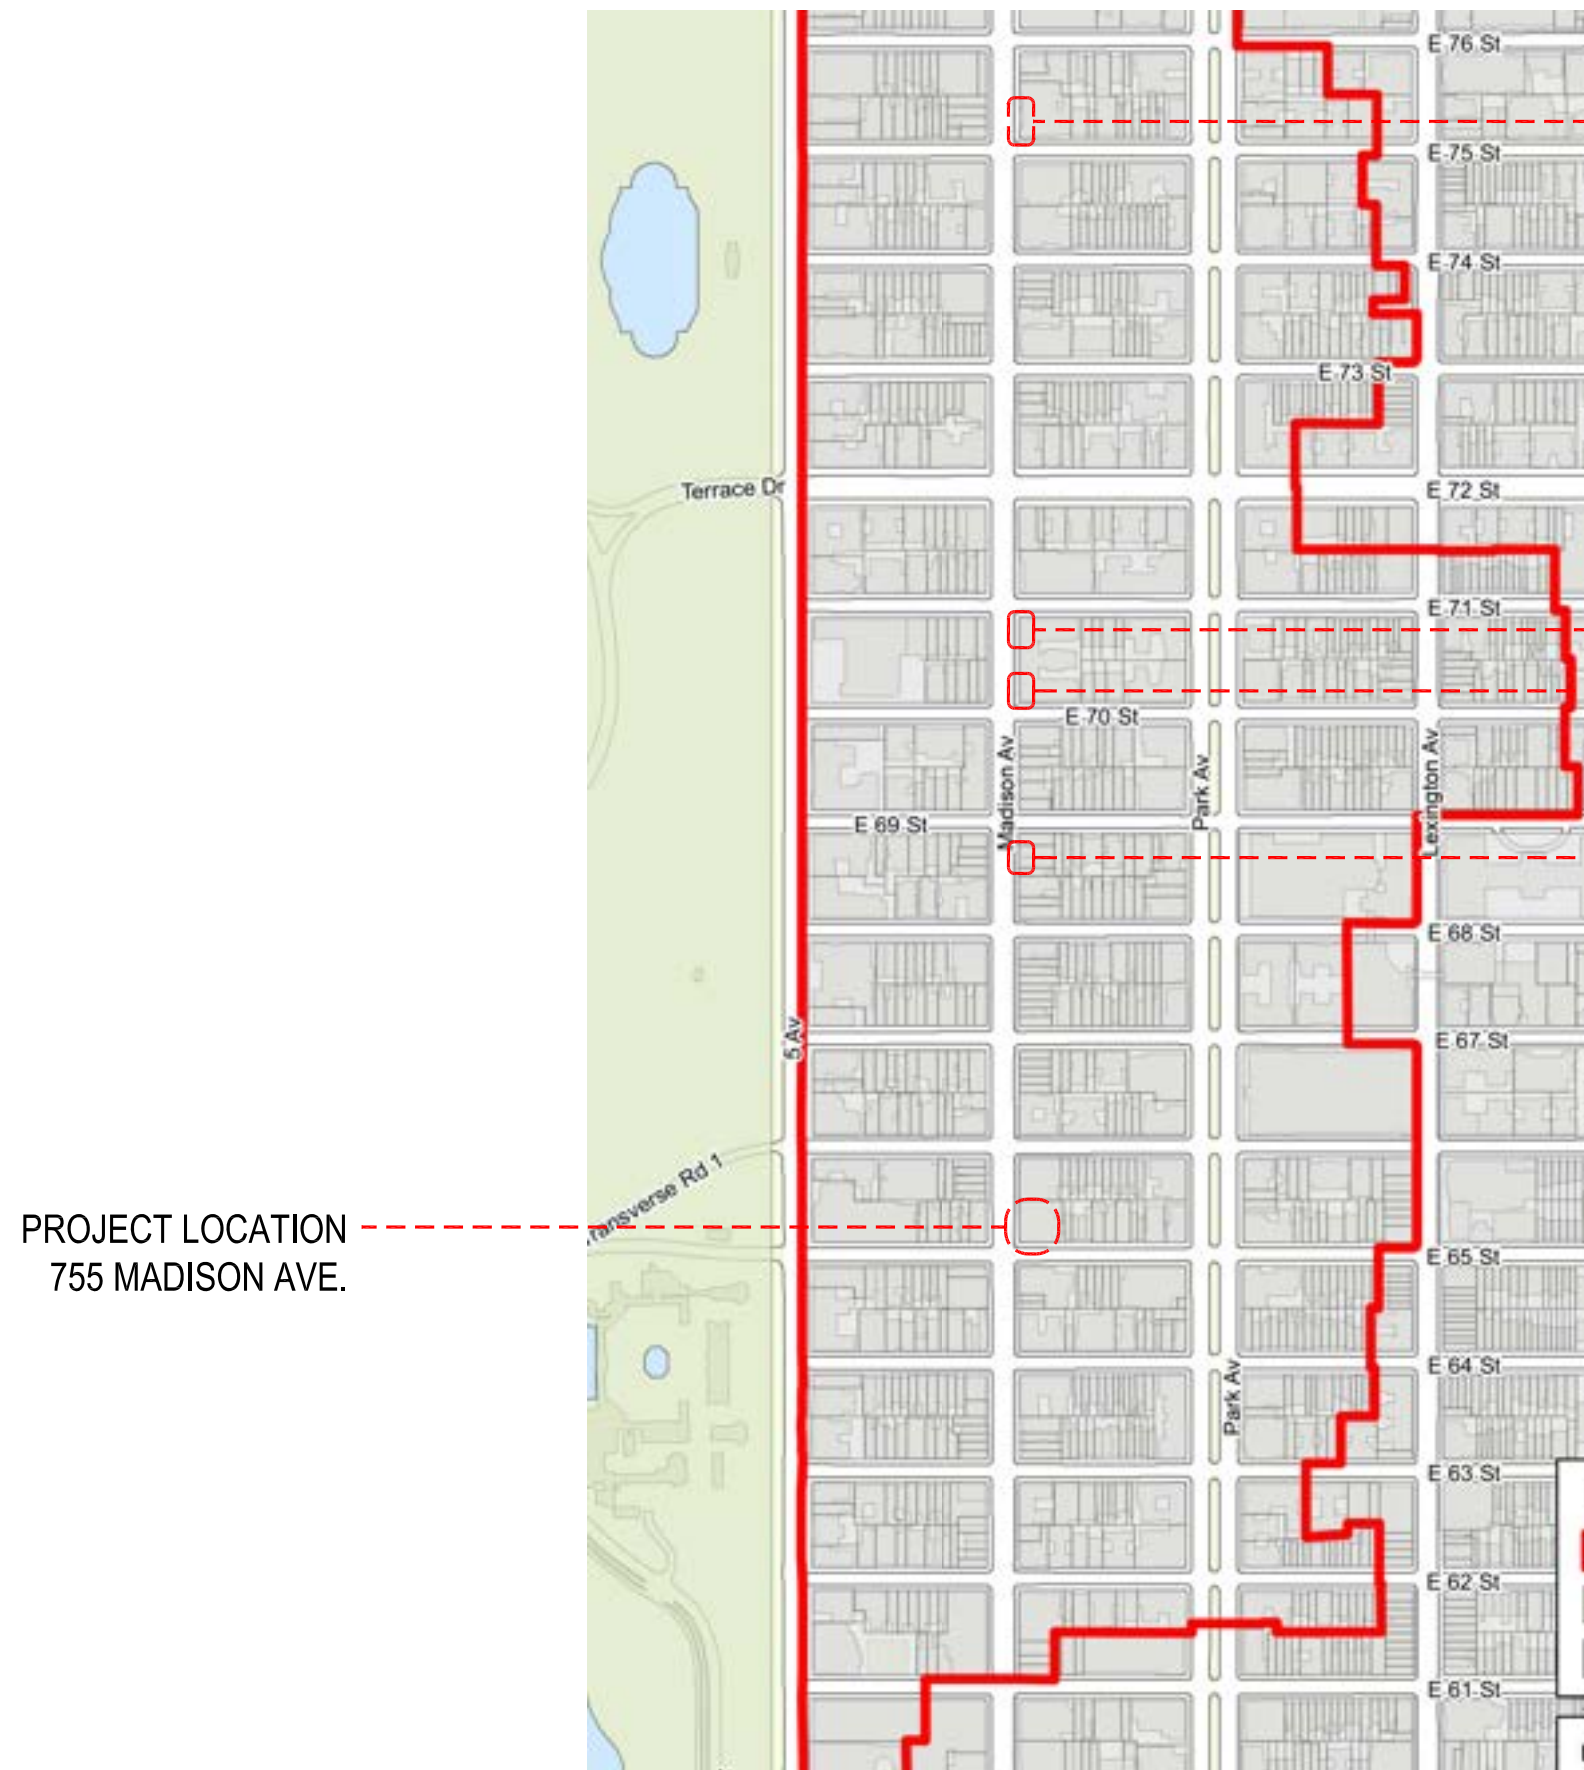 E 76 St
E 75 St
E 74 St
E 73 St
Terrace Dr
E 72 St
E 71 St
E 70 St
Madison Av
Park Av
Lexington Av
E 69 St
E 68 St
5 Av
E 67 St
Transverse Rd 1
PROJECT LOCATION
755 MADISON AVE.
E 65 St
E 64 St
Park Av
E 63 St
E 62 St
E 61 St